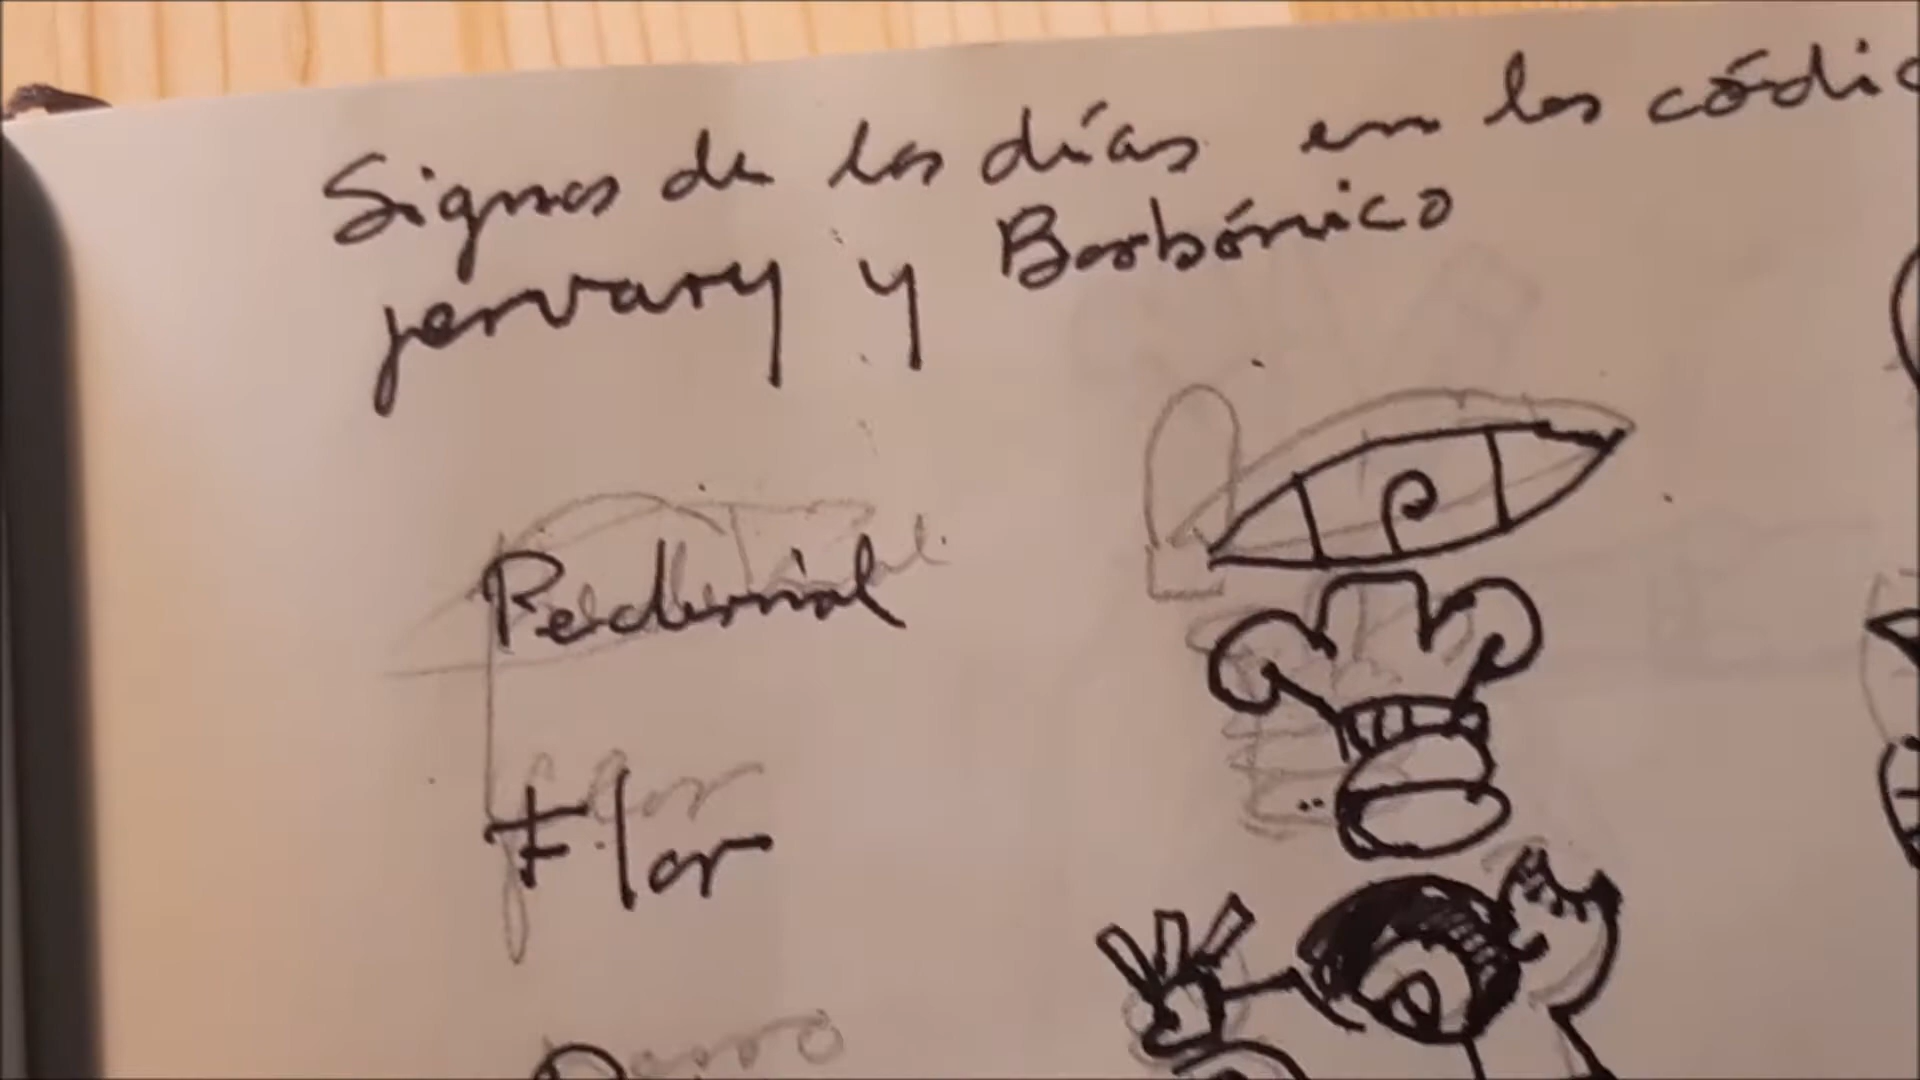 Signos de los días en los códic
Jervary y Borbónico
Pedernal
Flor